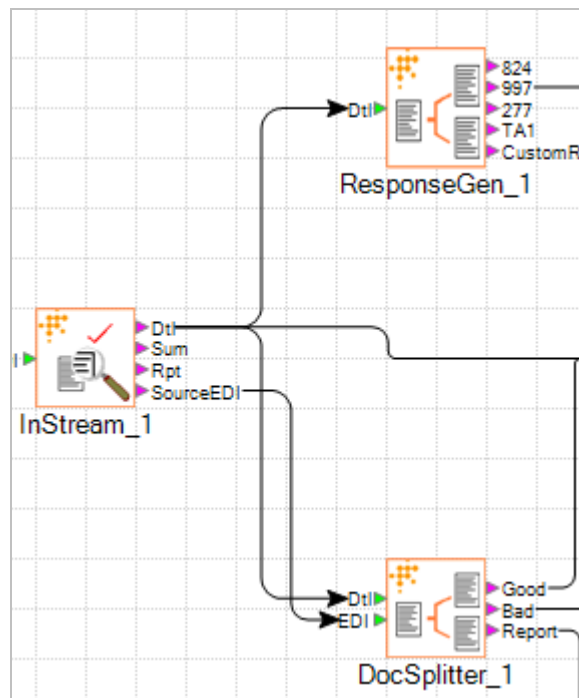 824
997
Dtl
277
TA1
CustomR
ResponseGen_1
Dtl
Sum
Rpt
SourceEDI
InStream_1
Dtl
EDI
Good
Bad
Report
DocSplitter_1